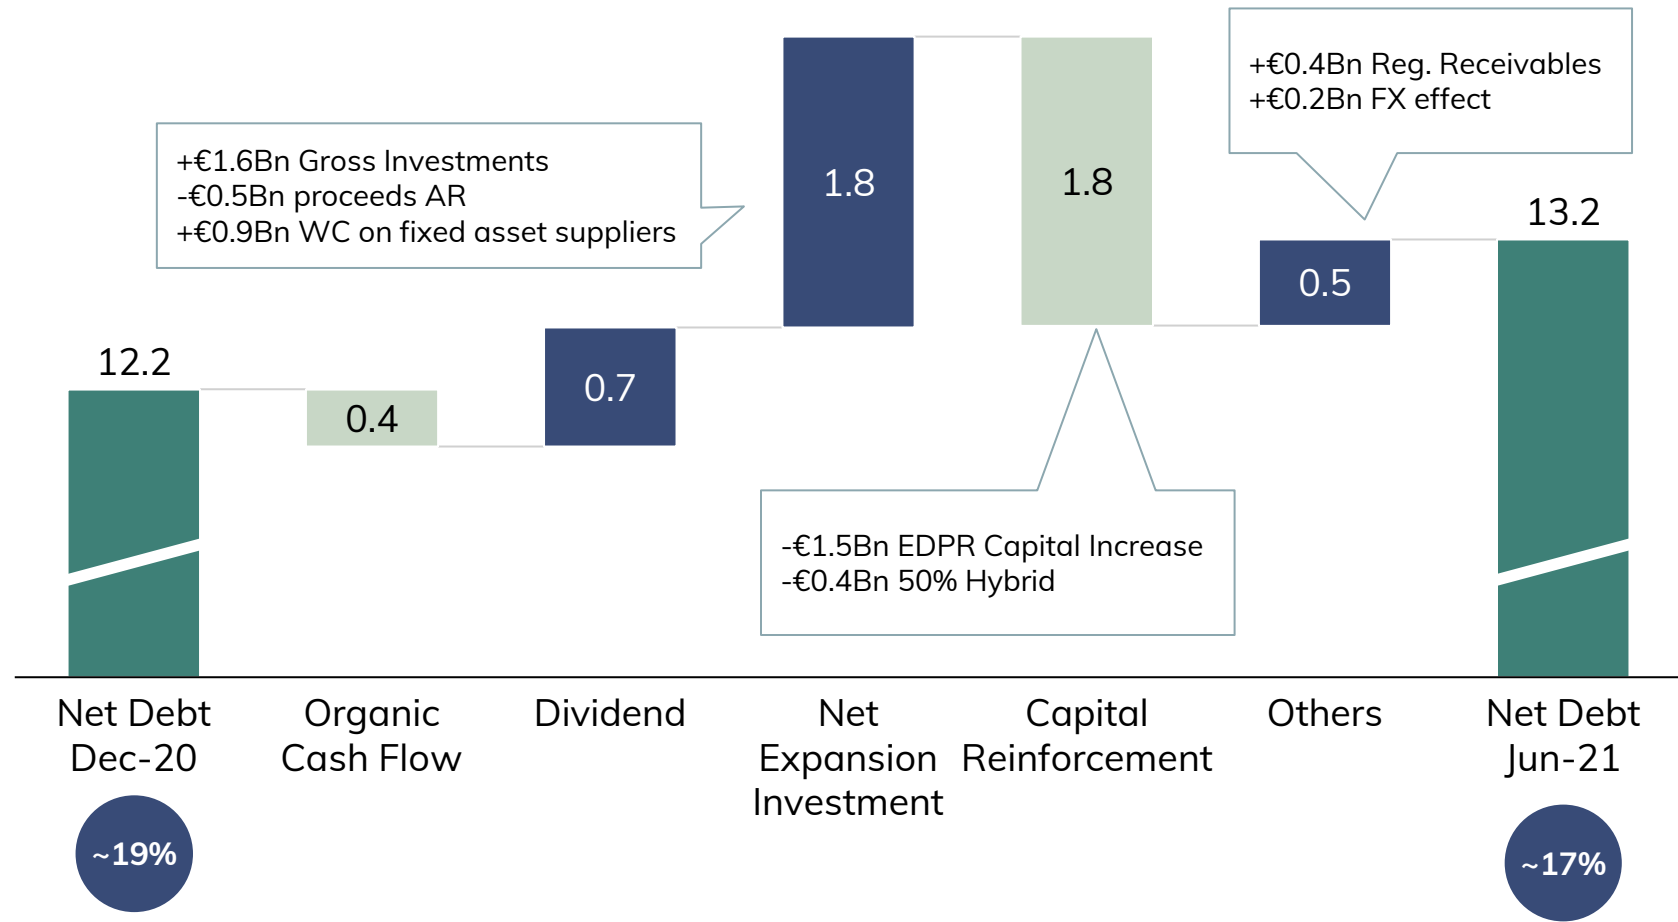 +€0.4Bn Reg. Receivables
+€0.2Bn FX effect
+€1.6Bn Gross Investments
-€0.5Bn proceeds AR
+€0.9Bn WC on fixed asset suppliers
12.2
0.4
0.7
1.8
1.8
0.5
13.2
-€1.5Bn EDPR Capital Increase
-€0.4Bn 50% Hybrid
Net Debt
Dec-20
Organic
Cash Flow
Dividend
Net
Expansion
Investment
Capital
Reinforcement
Others
Net Debt
Jun-21
~19%
~17%